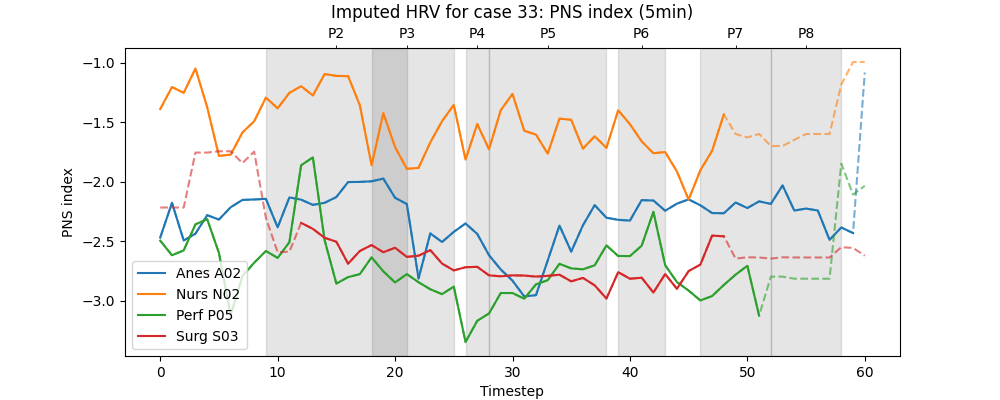 Imputed HRV for case 33: PNS index (5min)
P2 P3 P4 P5 P6 P7 P8
−1.0
−1.5
−2.0
−2.5
−3.0
PNS index
Anes A02
Nurs N02
Perf P05
Surg S03
0 10 20 30 40 50 60
Timestep